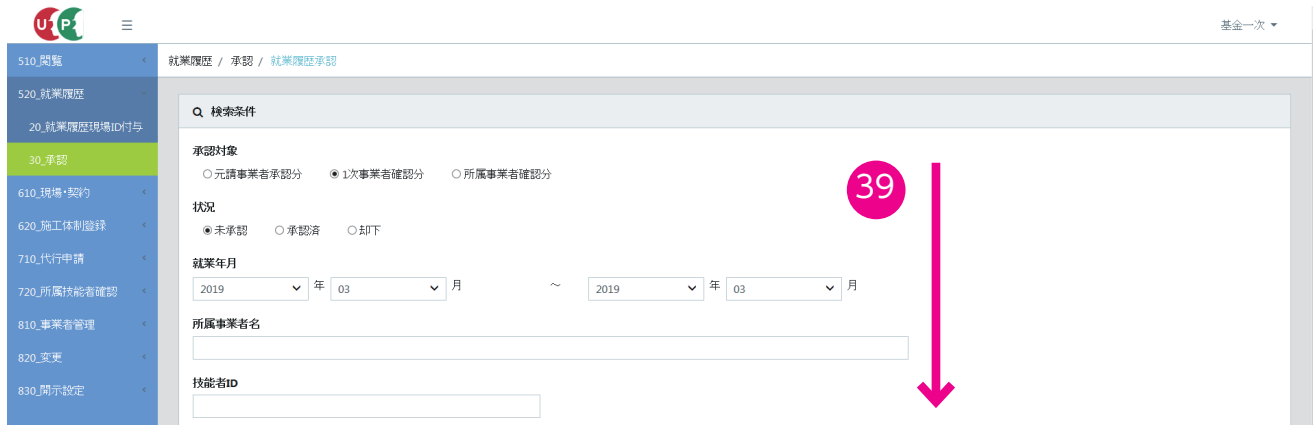 U P
基金一次
510_閲覧
就業履歴 / 承認 / 就業履歴承認
520_就業履歴
20_就業履歴現場ID付与
30_承認
610_現場・契約
620_施工体制登録
710_代行申請
720_所属技能者確認
810_事業者管理
820_変更
830_開示設定
検索条件
承認対象
元請事業者承認分 1次事業者確認分 所属事業者確認分
39
状況
未承認 承認済 却下
就業年月
2019 年 03 月 ～ 2019 年 03 月
所属事業者名
技能者ID